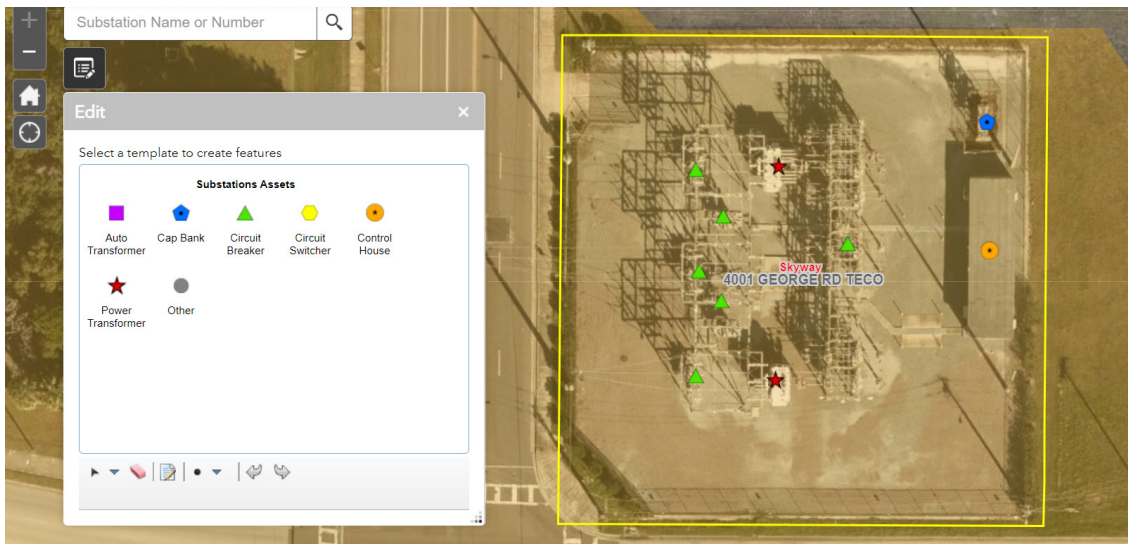 Substation Name or Number
Edit
Select a template to create features
Substations Assets
Auto Transformer
Cap Bank
Circuit Breaker
Circuit Switcher
Control House
Power Transformer
Other
Skyway
4001 GEORGE RD TECO